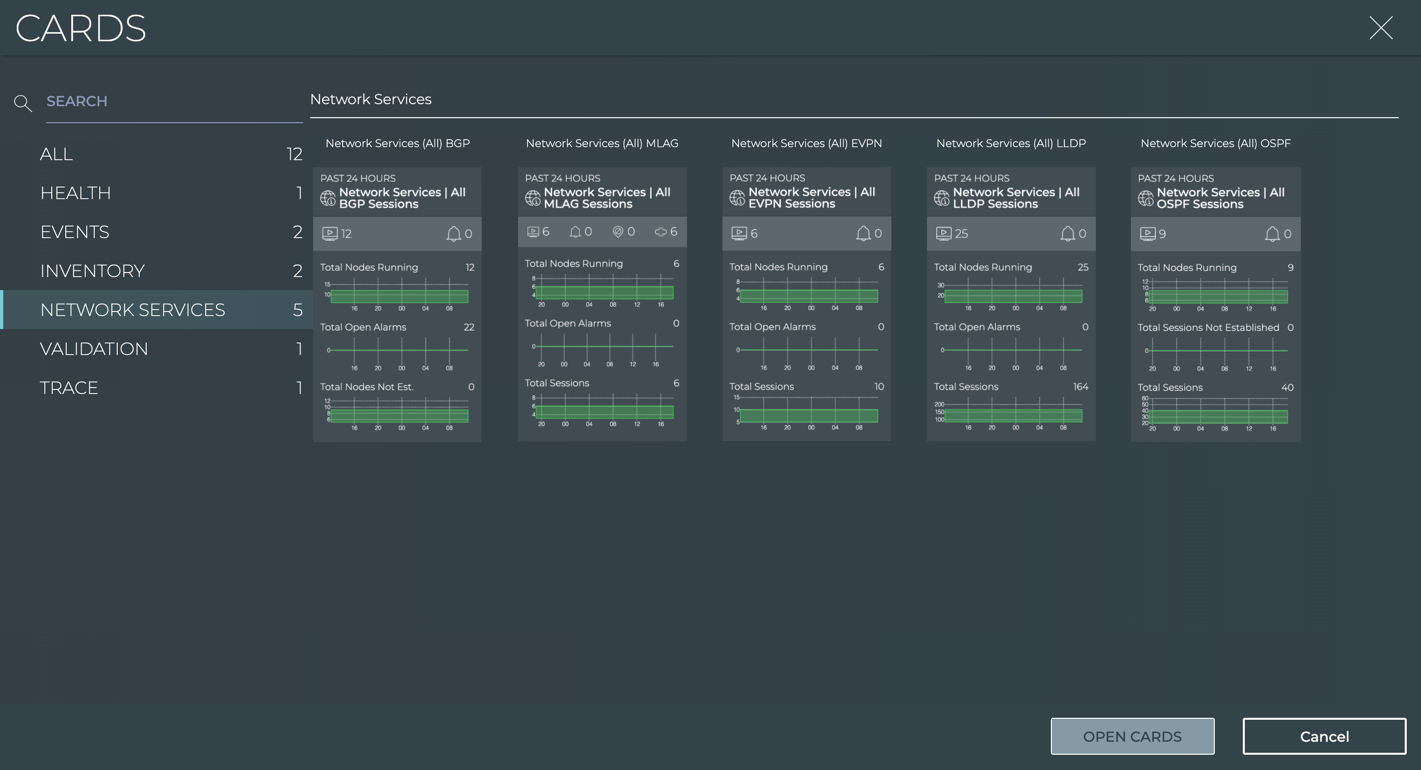 CARDS
SEARCH
ALL 12
HEALTH 1
EVENTS 2
INVENTORY 2
NETWORK SERVICES 5
VALIDATION 1
TRACE 1
Network Services
Network Services (All) BGP
PAST 24 HOURS
Network Services | All
BGP Sessions
12 0
Total Nodes Running 12
15
10
16 20 00 04 08
Total Open Alarms 22
0
16 20 00 04 08
Total Nodes Not Est. 0
12
10
8
6
16 20 00 04 08
Network Services (All) MLAG
PAST 24 HOURS
Network Services | All
MLAG Sessions
6 0 0 6
Total Nodes Running 6
8
6
4
20 00 04 08 12 16
Total Open Alarms 0
0
20 00 04 08 12 16
Total Sessions 6
8
6
4
20 00 04 08 12 16
Network Services (All) EVPN
PAST 24 HOURS
Network Services | All
EVPN Sessions
6 0
Total Nodes Running 6
8
6
4
16 20 00 04 08
Total Open Alarms 0
0
16 20 00 04 08
Total Sessions 10
15
10
5
16 20 00 04 08
Network Services (All) LLDP
PAST 24 HOURS
Network Services | All
LLDP Sessions
25 0
Total Nodes Running 25
30
20
16 20 00 04 08
Total Open Alarms 0
0
16 20 00 04 08
Total Sessions 164
200
150
100
16 20 00 04 08
Network Services (All) OSPF
PAST 24 HOURS
Network Services | All
OSPF Sessions
9 0
Total Nodes Running 9
12
10
8
6
20 00 04 08 12 16
Total Sessions Not Established 0
0
20 00 04 08 12 16
Total Sessions 40
60
50
40
30
20
20 00 04 08 12 16
OPEN CARDS
Cancel